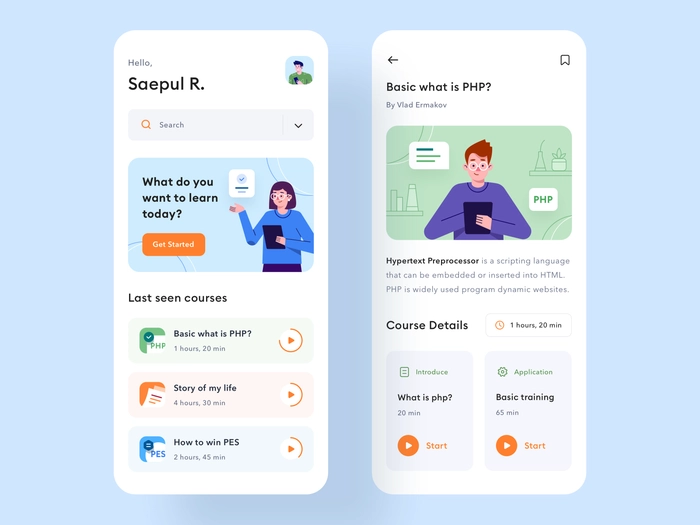 Hello,
Saepul R.
Search
What do you
want to learn
today?
Get Started
Last seen courses
Basic what is PHP?
1 hours, 20 min
PHP
Story of my life
4 hours, 30 min
How to win PES
2 hours, 45 min
PES
Basic what is PHP?
By Vlad Ermakov
PHP
Hypertext Preprocessor is a scripting language
that can be embedded or inserted into HTML.
PHP is widely used program dynamic websites.
Course Details
1 hours, 20 min
Introduce
What is php?
20 min
Start
Application
Basic training
65 min
Start